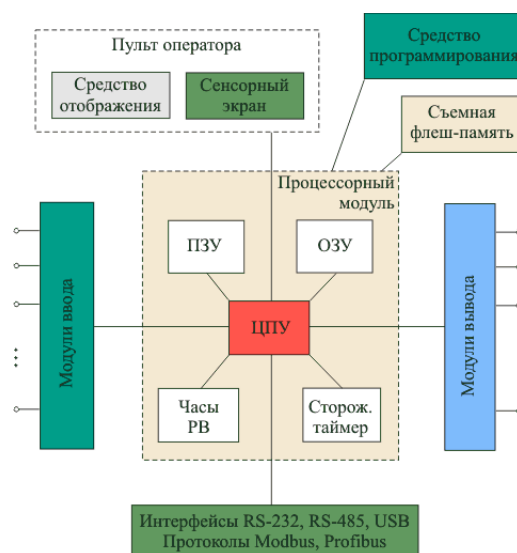 Пульт оператора
Средство
отображения
Сенсорный
экран
Средство
программирования
Съемная
флеш-память
Процессорный
модуль
ПЗУ
ОЗУ
Модули ввода
ЦПУ
Модули вывода
Часы
РВ
Сторож.
таймер
Интерфейсы RS-232, RS-485, USB
Протоколы Modbus, Profibus